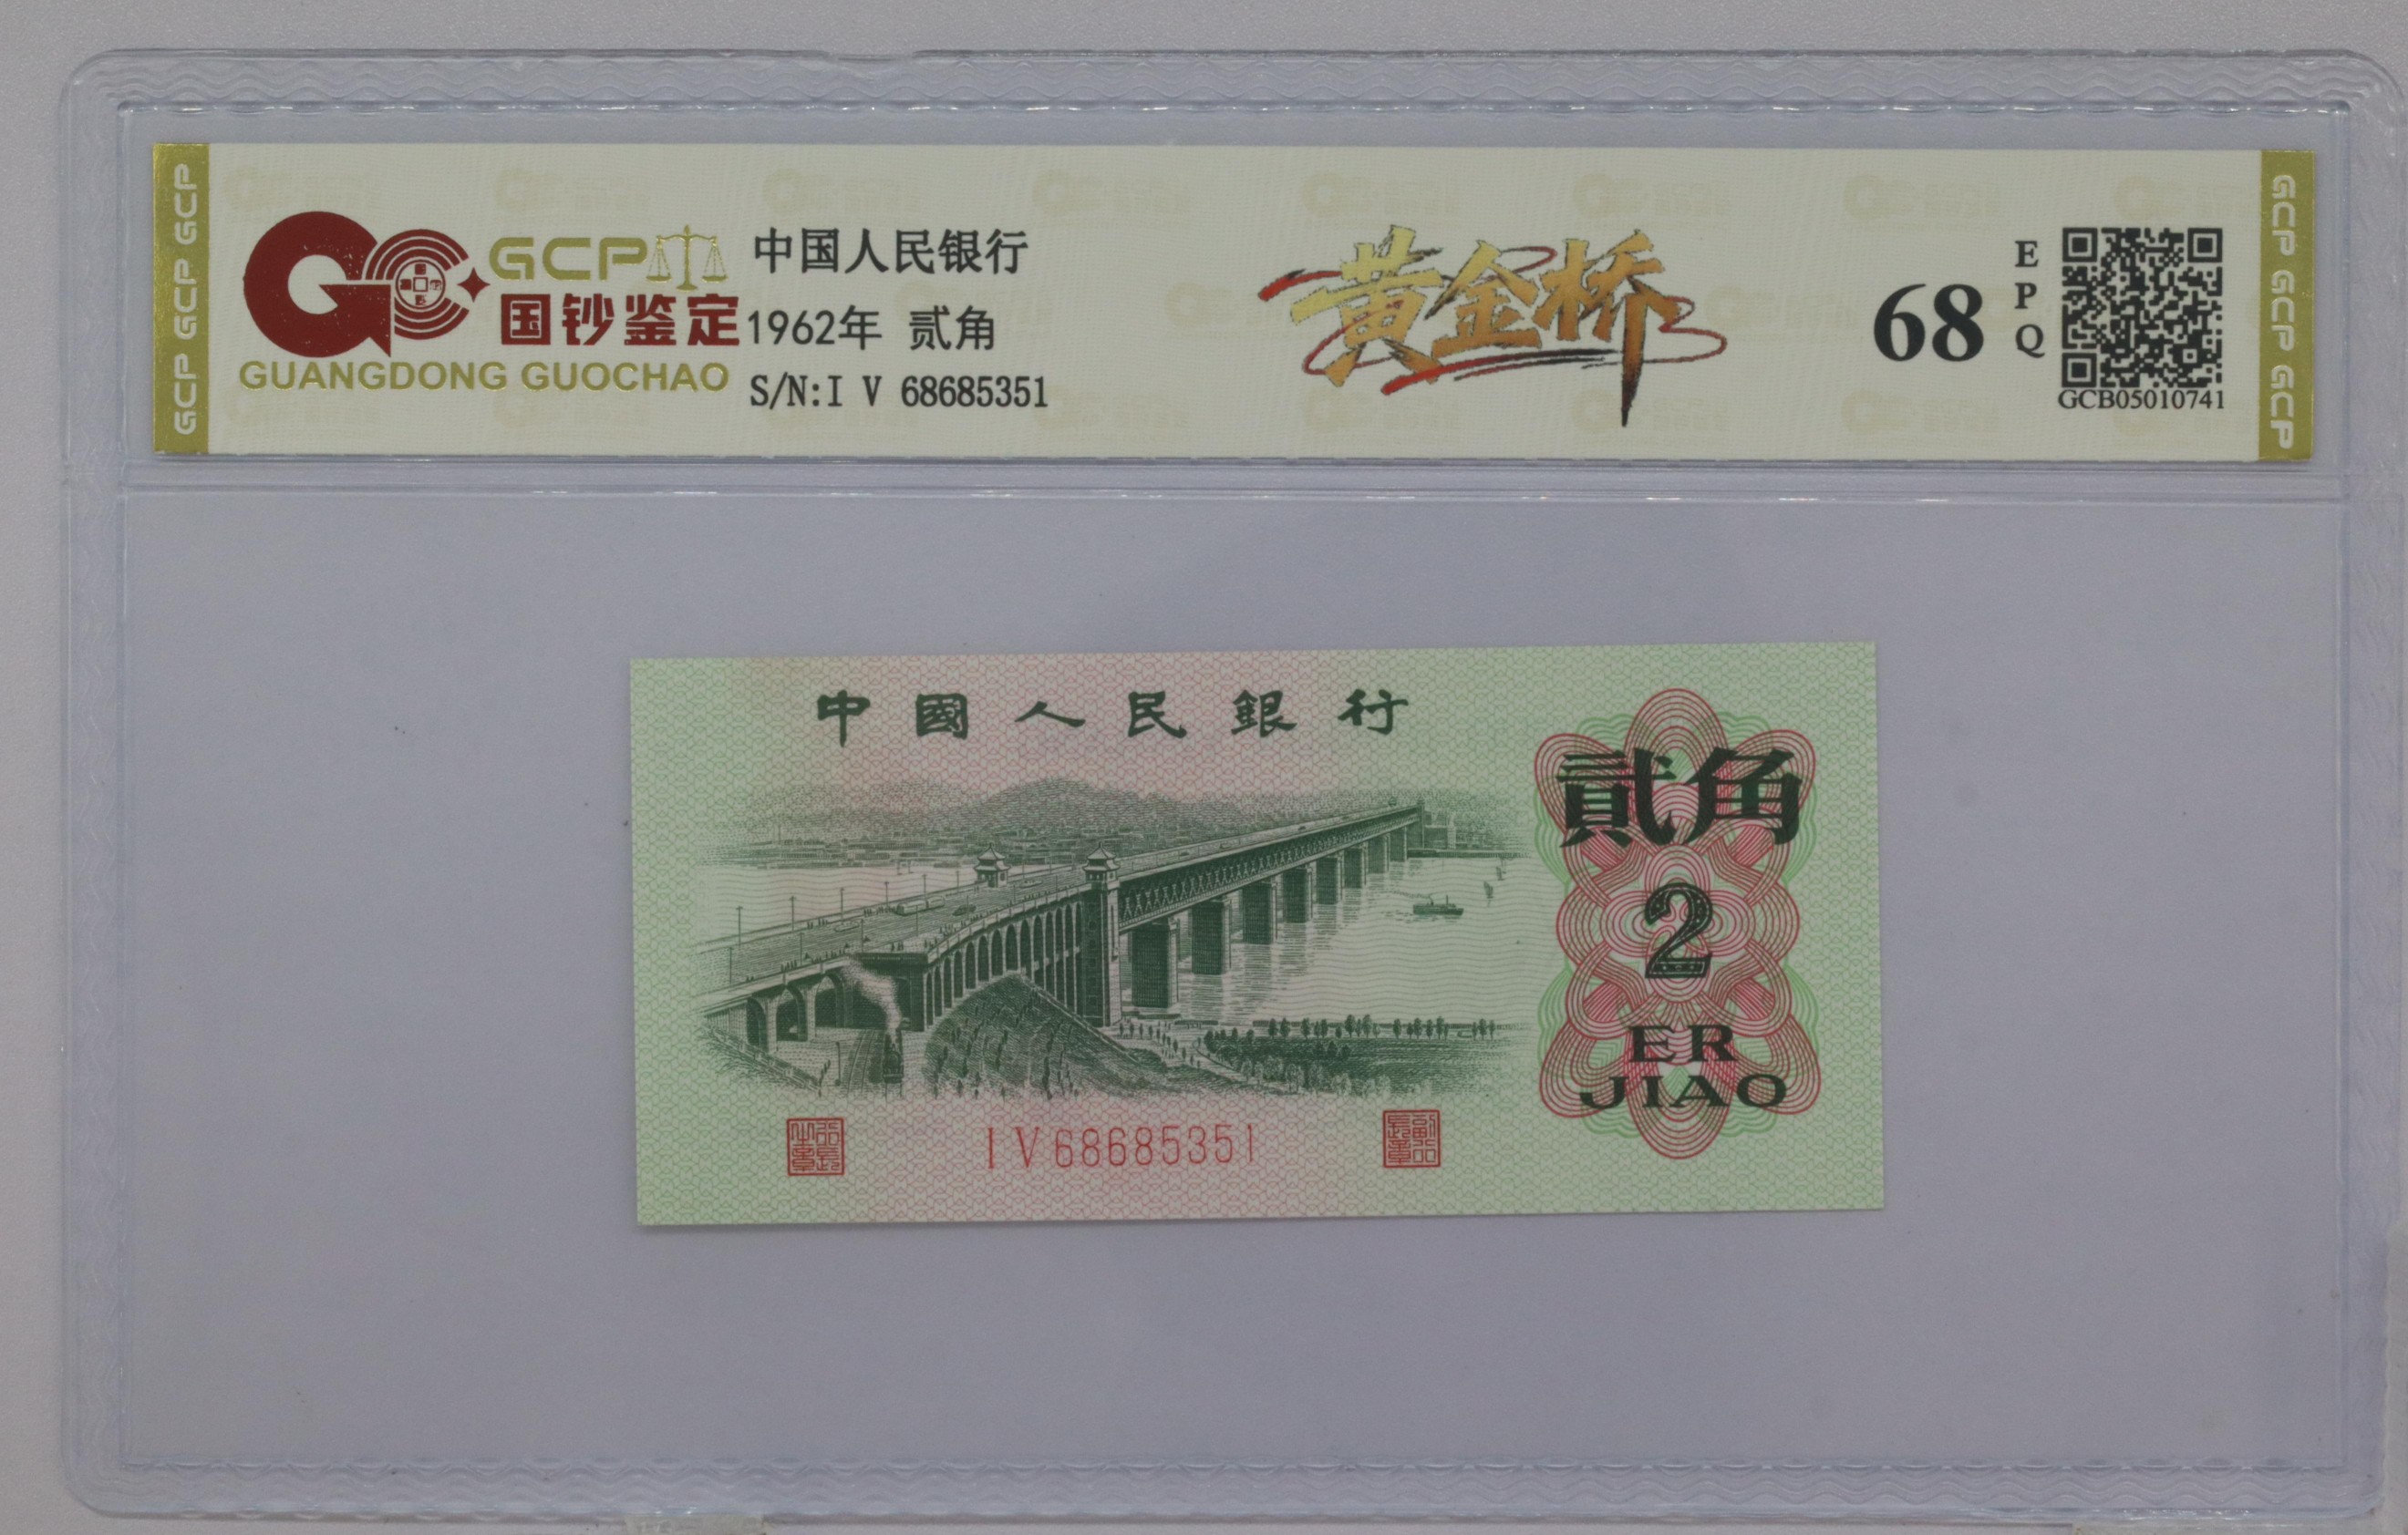 GCP GCP GCP
GCP
国钞鉴定
GUANGDONG GUOCHAO
中国人民银行
1962年 贰角
S/N:I V 68685351
黄金桥
68
E
P
Q
GCB05010741
GCP GCP GCP
中國人民銀行
貳角
2
ER
JIAO
I V 68685351